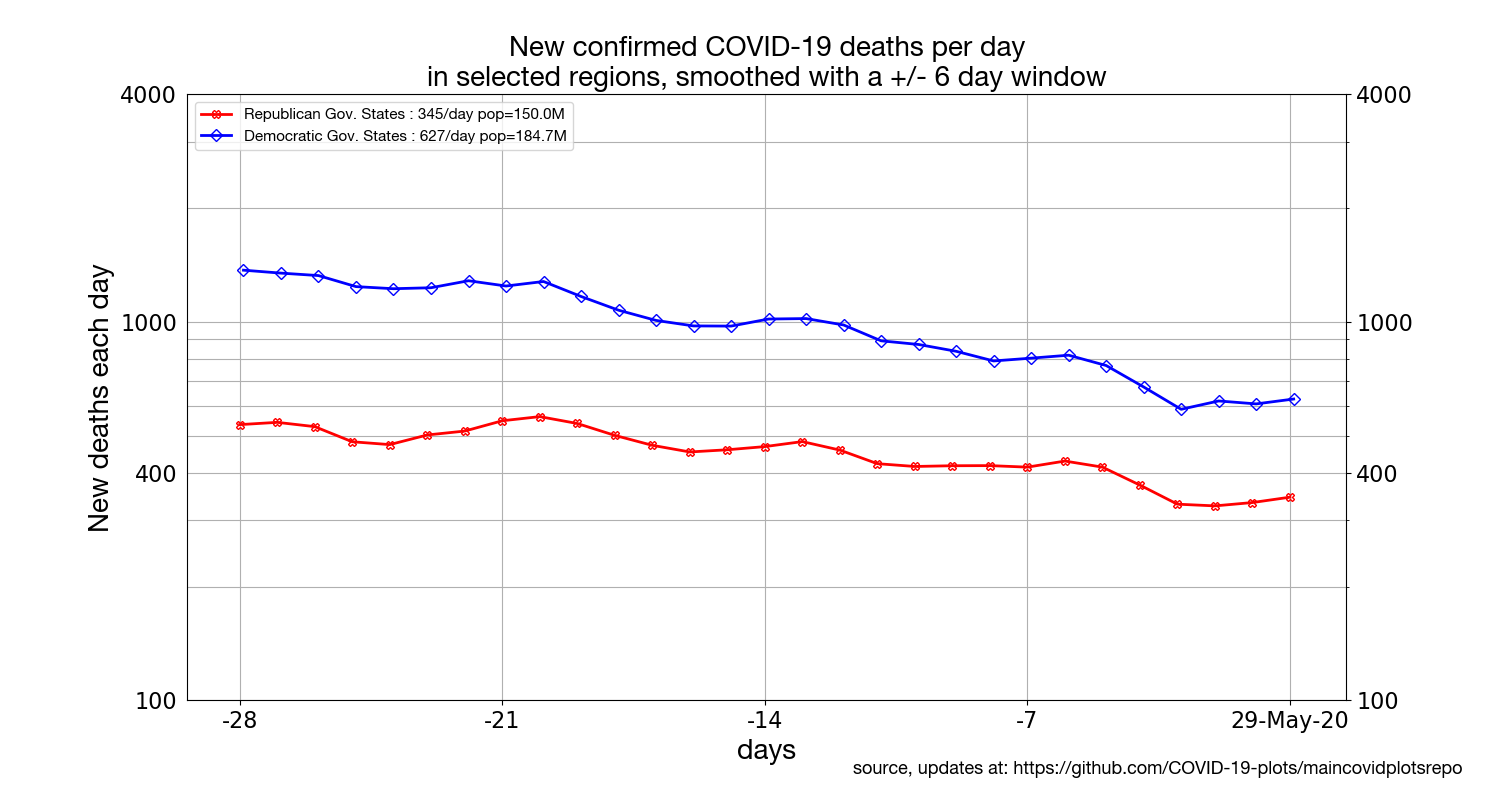 New confirmed COVID-19 deaths per day
in selected regions, smoothed with a +/- 6 day window
4000
4000
Republican Gov. States : 345/day pop=150.0M
Democratic Gov. States : 627/day pop=184.7M
New deaths each day
1000
1000
400
400
100
100
-28
-21
-14
-7
29-May-20
days
source, updates at: https://github.com/COVID-19-plots/maincovidplotsrepo